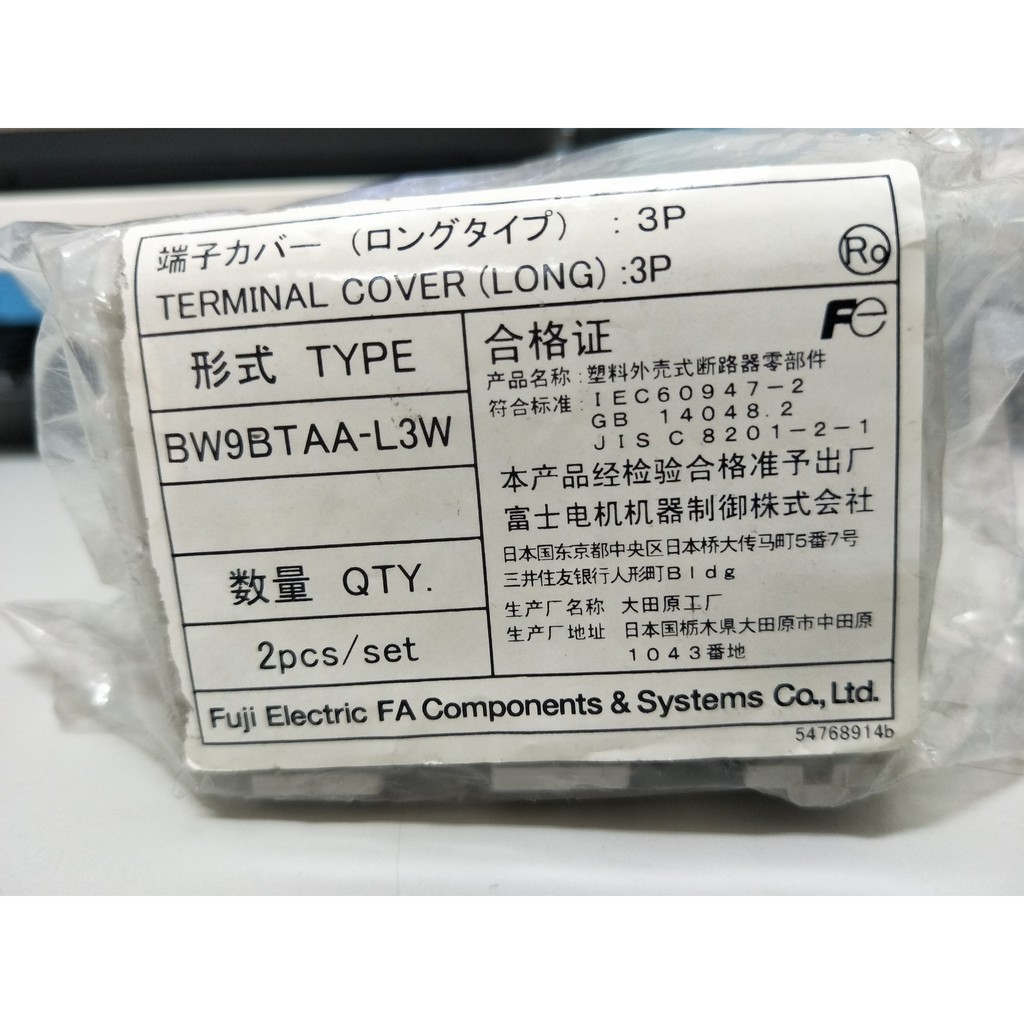 端子カバー (ロングタイプ) : 3P
TERMINAL COVER (LONG) :3P
Ro
Fe
形式 TYPE
BW9BTAA-L3W
数量 QTY.
2pcs/set
合格证
产品名称:塑料外壳式断路器零部件
符合标准:IEC60947-2
GB 14048.2
JIS C 8201-2-1
本产品经检验合格准予出厂
富士电机机器制御株式会社
日本国东京都中央区日本桥大传马町5番7号
三井住友银行人形町Bldg
生产厂名称 大田原工厂
生产厂地址 日本国栃木県大田原市中田原
1043番地
Fuji Electric FA Components & Systems Co., Ltd.
54768914b